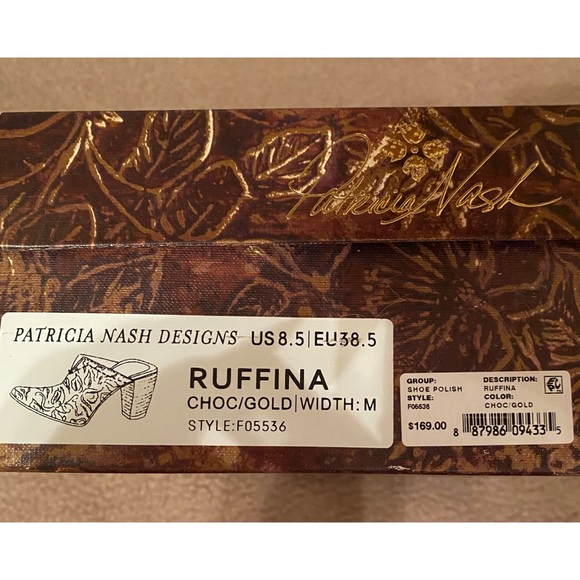 Patricia Nash
PATRICIA NASH DESIGNS US 8.5|EU38.5
RUFFINA
CHOC/GOLD|WIDTH: M
STYLE:F05536
GROUP: DESCRIPTION:
SHOE POLISH RUFFINA
STYLE: COLOR:
F05536 CHOC/GOLD
$169.00 8 87986 09433 5